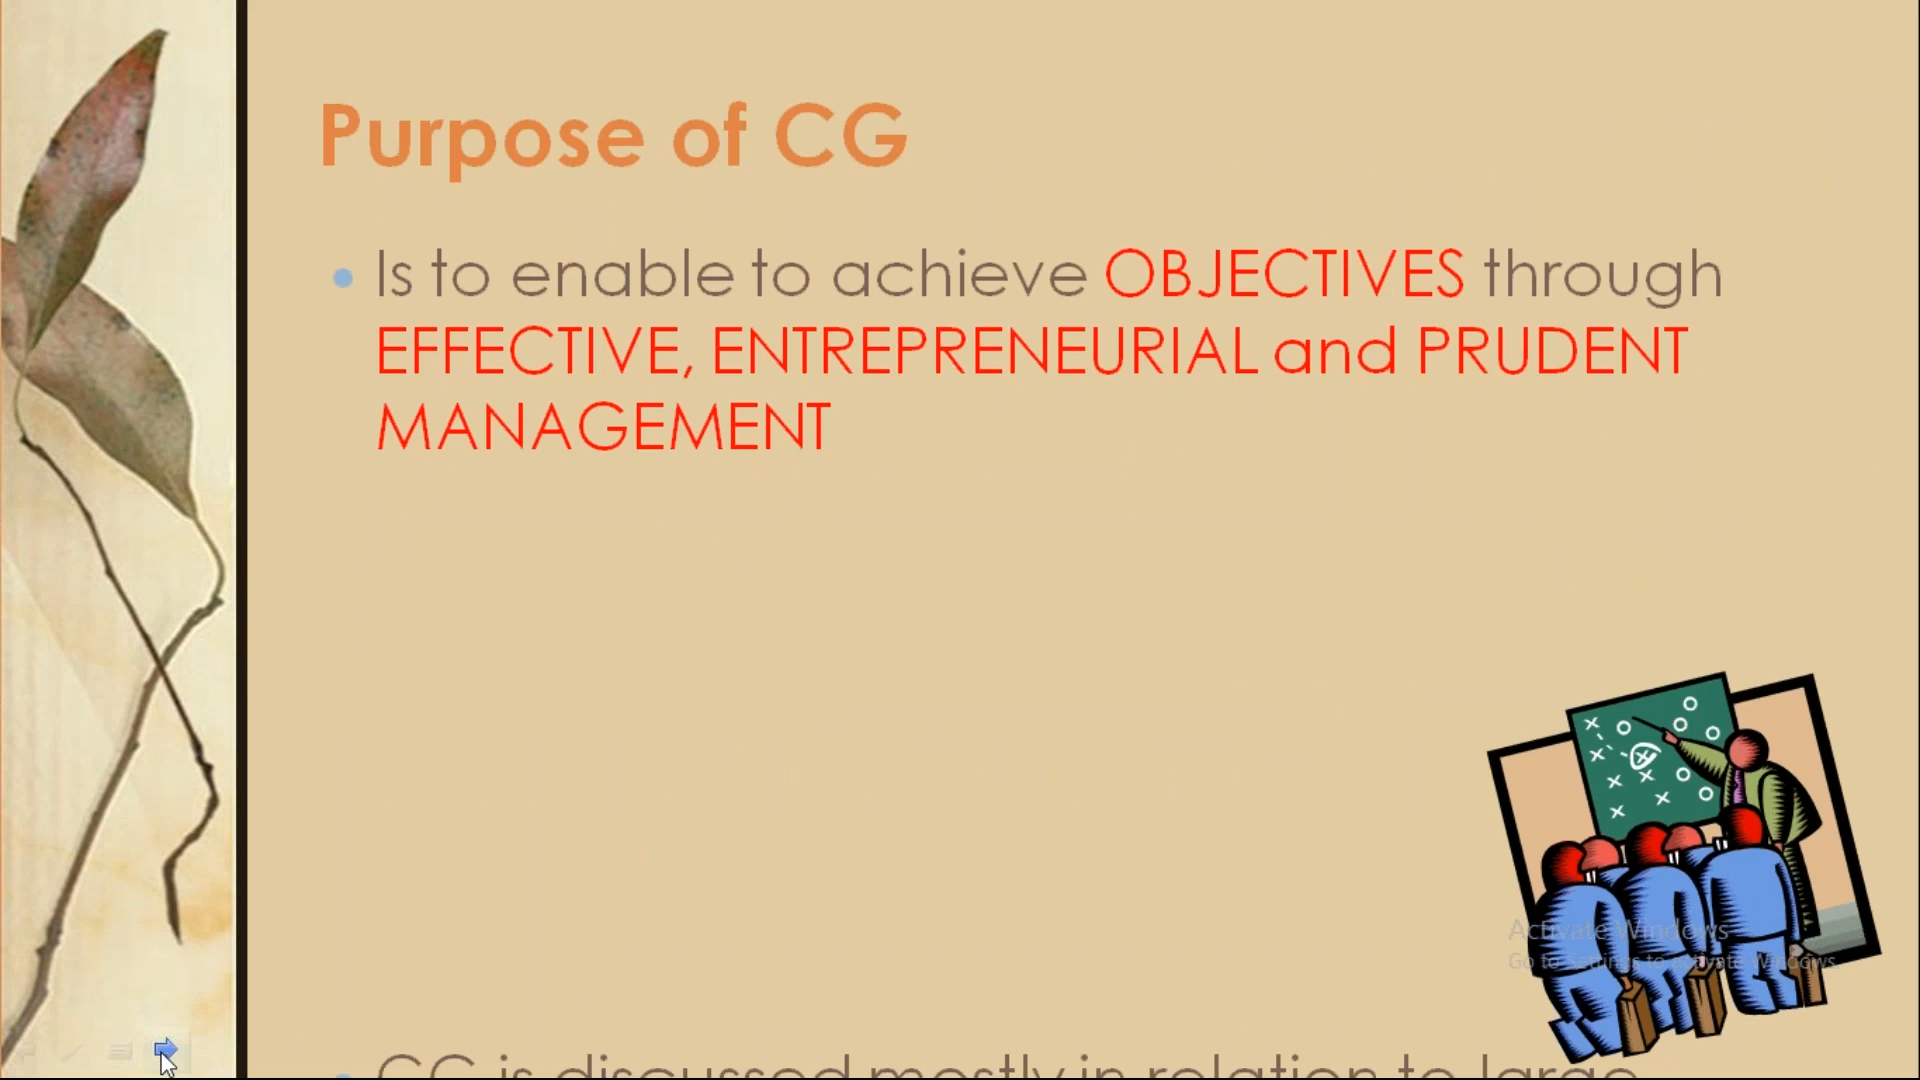 Purpose of CG
• Is to enable to achieve OBJECTIVES through
EFFECTIVE, ENTREPRENEURIAL and PRUDENT
MANAGEMENT
Activate Windows
Go to Settings to activate Windows.
• CG is discussed mostly in relation to large